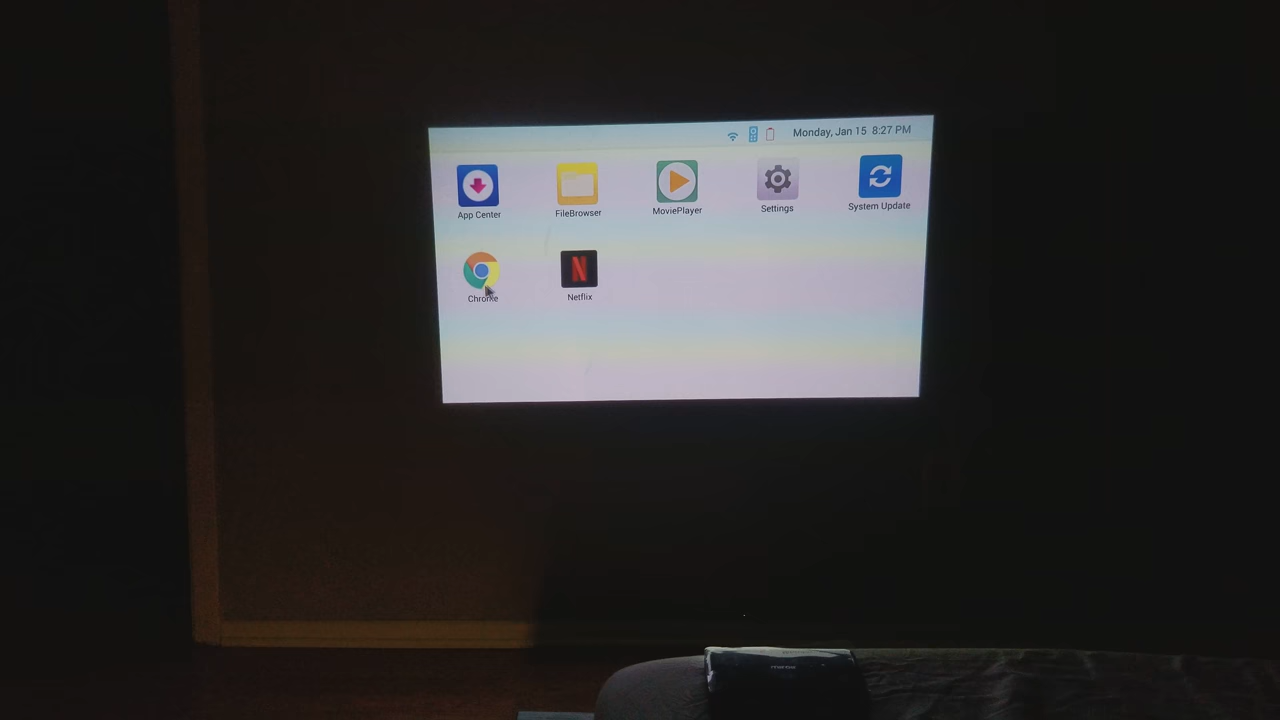 Monday, Jan 15 8:27 PM
App Center
FileBrowser
MoviePlayer
Settings
System Update
Chrome
Netflix